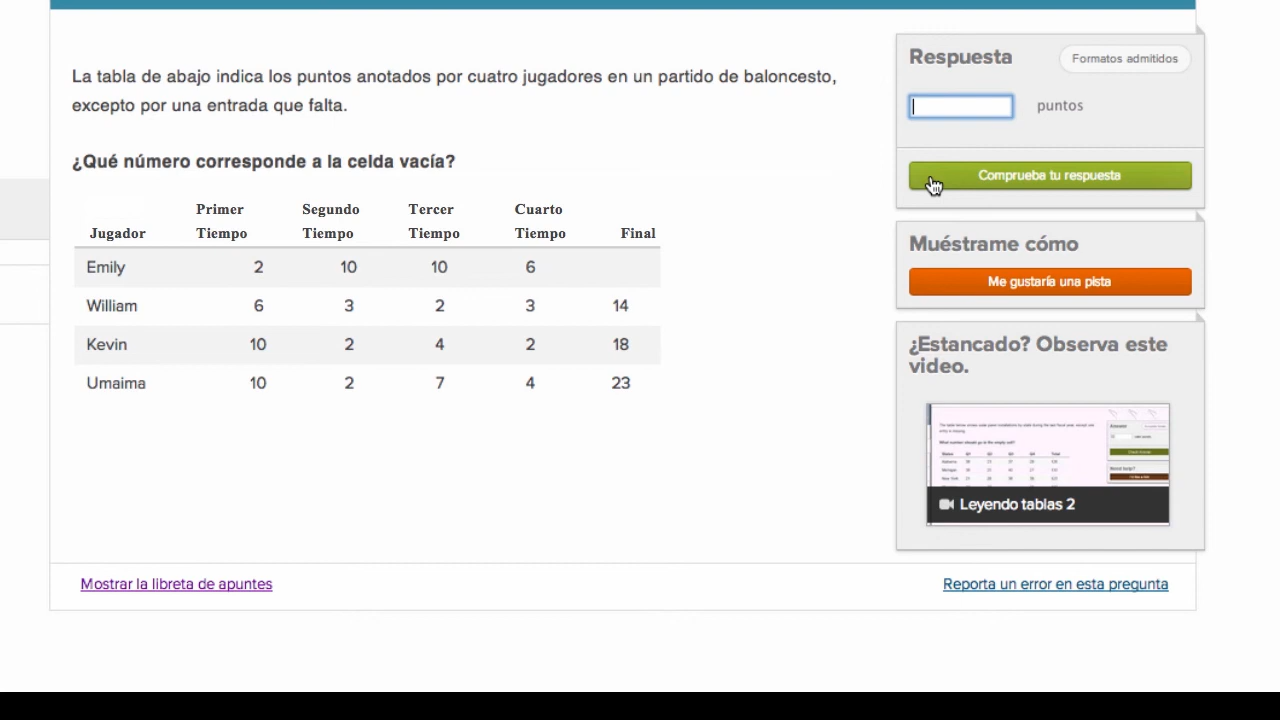 La tabla de abajo indica los puntos anotados por cuatro jugadores en un partido de baloncesto,
excepto por una entrada que falta.
¿Qué número corresponde a la celda vacía?
Jugador Primer Tiempo Segundo Tiempo Tercer Tiempo Cuarto Tiempo Final
Emily 2 10 10 6
William 6 3 2 3 14
Kevin 10 2 4 2 18
Umaima 10 2 7 4 23
Mostrar la libreta de apuntes
Respuesta
Formatos admitidos
puntos
Comprueba tu respuesta
Muéstrame cómo
Me gustaría una pista
¿Estancado? Observa este
video.
Leyendo tablas 2
Reporta un error en esta pregunta